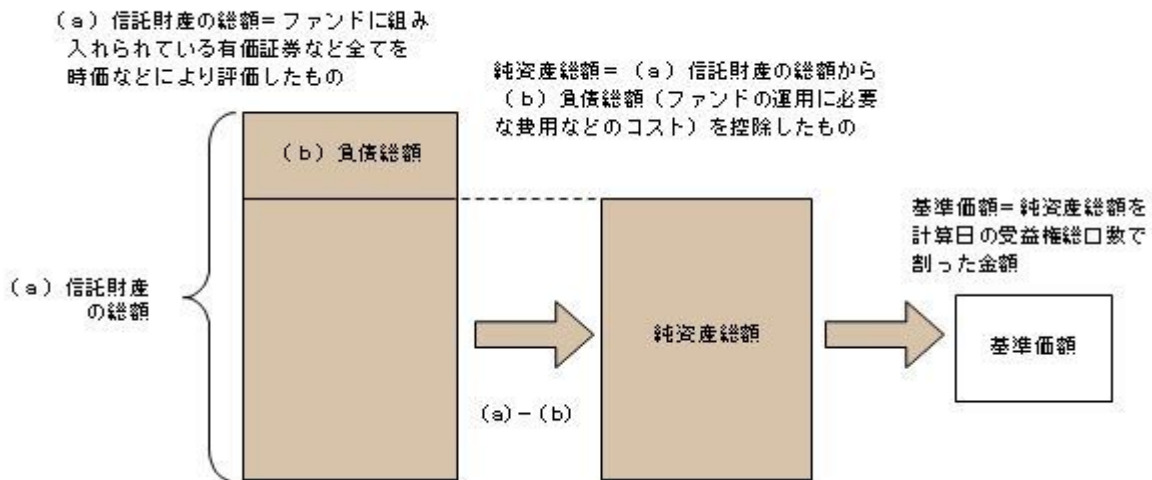 （ａ）信託財産の総額＝ファンドに組み
入れられている有価証券など全てを
時価などにより評価したもの
純資産総額＝（ａ）信託財産の総額から
（ｂ）負債総額（ファンドの運用に必要
な費用などのコスト）を控除したもの
（ｂ）負債総額
基準価額＝純資産総額を
計算日の受益権総口数で
割った金額
（ａ）信託財産
の総額
純資産総額
基準価額
（ａ）－（ｂ）